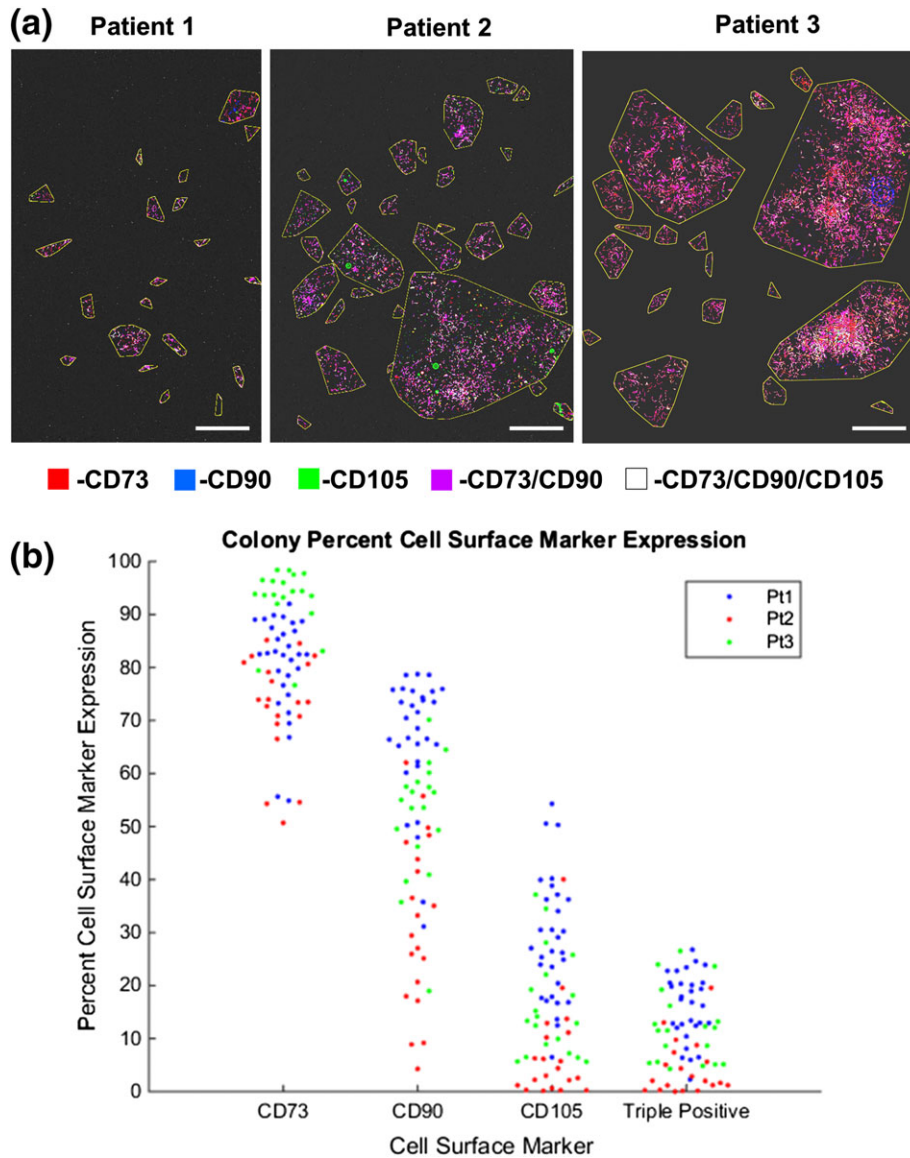 (a) Patient 1 Patient 2 Patient 3
-CD73 -CD90 -CD105 -CD73/CD90 -CD73/CD90/CD105
(b)
Colony Percent Cell Surface Marker Expression
Pt1
Pt2
Pt3
Percent Cell Surface Marker Expression
100
90
80
70
60
50
40
30
20
10
0
CD73 CD90 CD105 Triple Positive
Cell Surface Marker